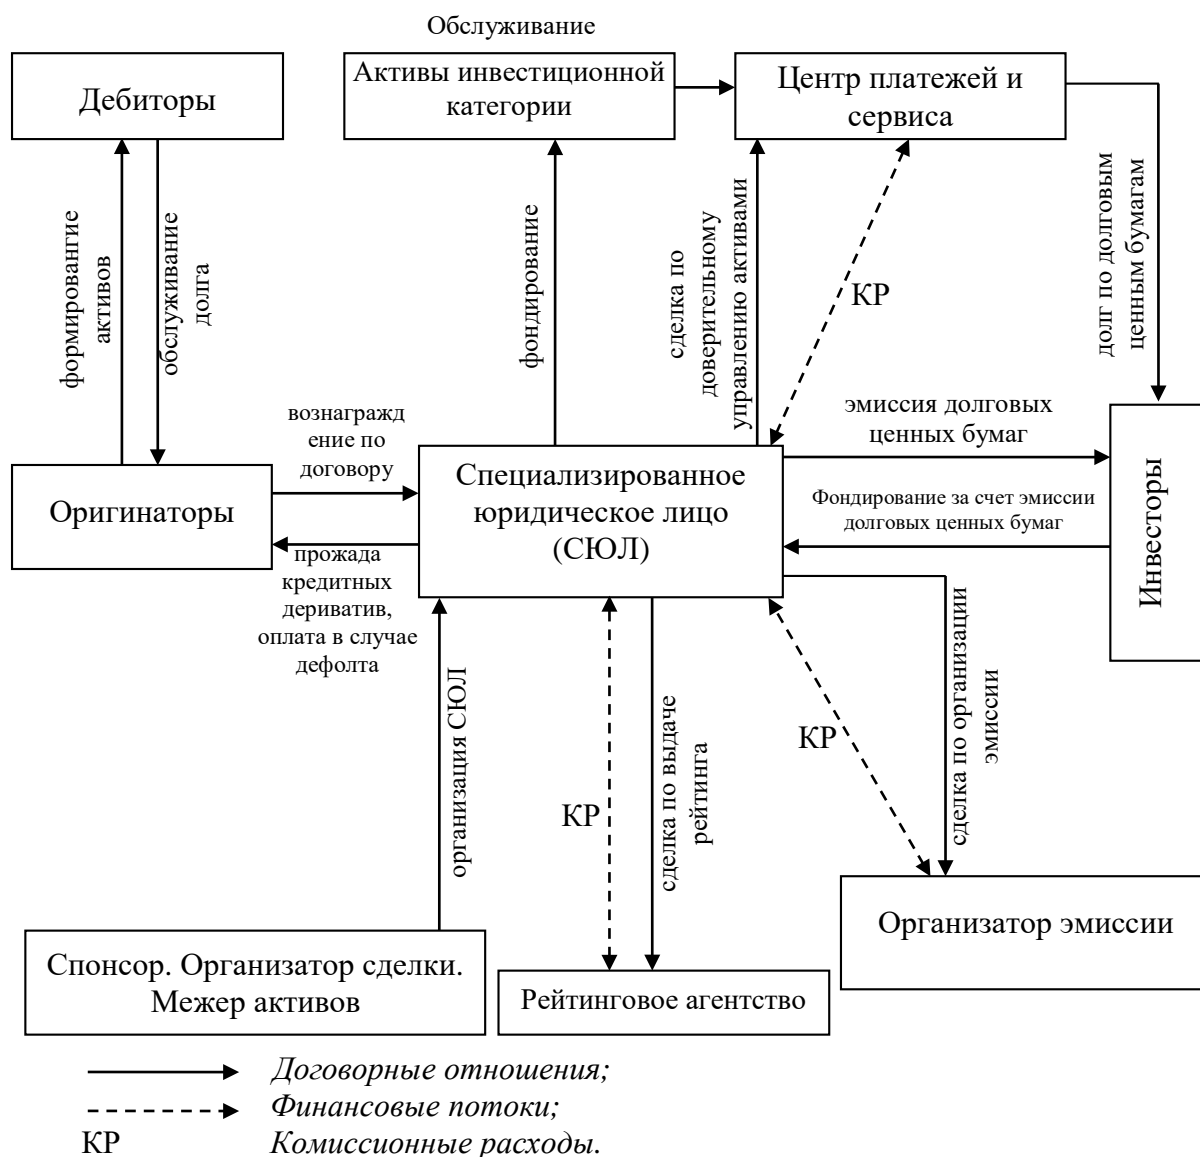 Обслуживание
Дебиторы
Активы инвестиционной
категории
Центр платежей и
сервиса
формировангие
активов
обслуживание
долга
фондирование
сделка по
доверительному
управлению активами
КР
долг по долговым
ценным бумагам
вознагражд
ение по
договору
эмиссия долговых
ценных бумаг
Оригинаторы
Специализированное
юридическое лицо
(СЮЛ)
Фондирование за счет эмиссии
долговых ценных бумаг
Инвесторы
прожада
кредитных
дериватив,
оплата в случае
дефолта
организация СЮЛ
КР
сделка по выдаче
рейтинга
КР
сделка по организации
эмиссии
Спонсор. Организатор сделки.
Межер активов
Рейтинговое агентство
Организатор эмиссии
Договорные отношения;
Финансовые потоки;
КР Комиссионные расходы.